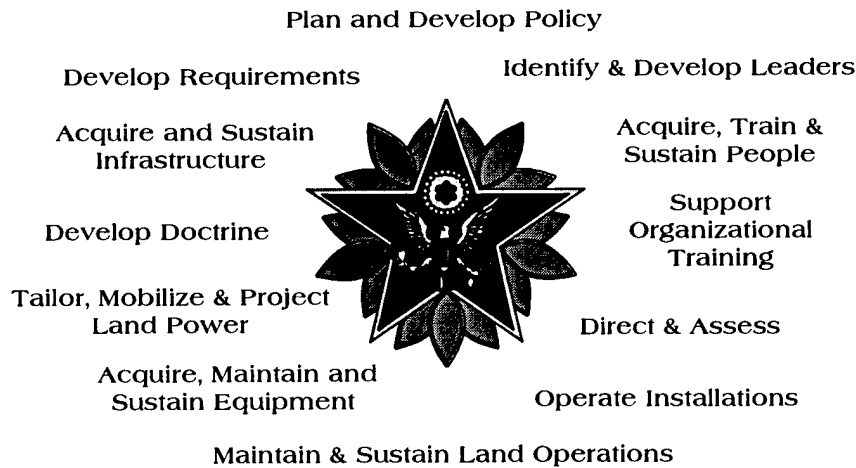 Plan and Develop Policy
Develop Requirements
Identify & Develop Leaders
Acquire and Sustain
Infrastructure
Acquire, Train &
Sustain People
Develop Doctrine
Support
Organizational
Training
Tailor, Mobilize & Project
Land Power
Direct & Assess
Acquire, Maintain and
Sustain Equipment
Operate Installations
Maintain & Sustain Land Operations